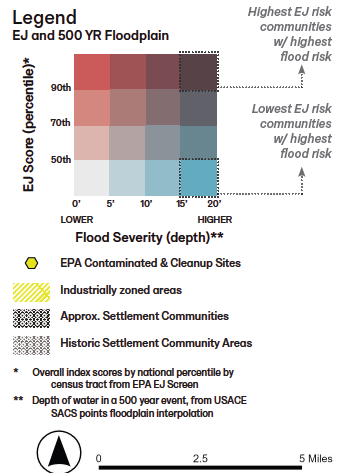 Legend
EJ and 500 YR Floodplain
Highest EJ risk
communities
w/ highest
flood risk
Lowest EJ risk
communities
w/ highest
flood risk
EJ Score (percentile)*
90th
70th
50th
0'
5'
10'
15'
20'
LOWER
HIGHER
Flood Severity (depth)**
EPA Contaminated & Cleanup Sites
Industrially zoned areas
Approx. Settlement Communities
Historic Settlement Community Areas
* Overall index scores by national percentile by
census tract from EPA EJ Screen
** Depth of water in a 500 year event, from USACE
SACS points floodplain interpolation
0
2.5
5 Miles